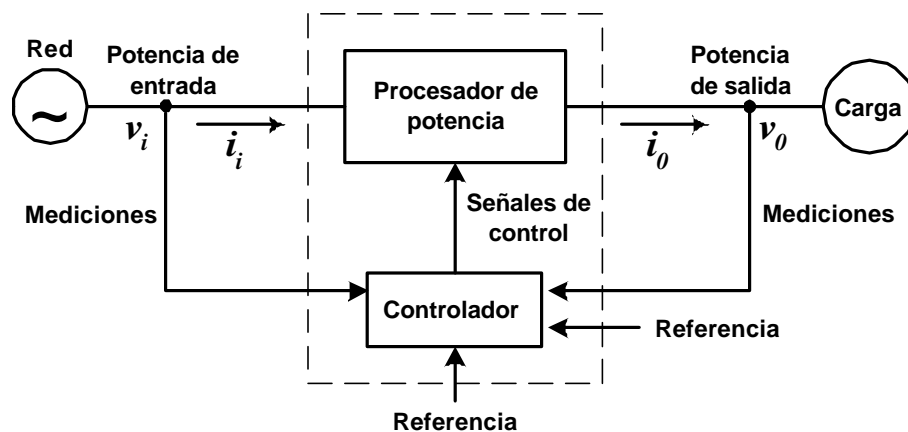 Red
Potencia de
entrada
Procesador de
potencia
Potencia
de salida
~
Carga
v_i
i_i
i_0
v_0
Mediciones
Señales de
control
Mediciones
Controlador
Referencia
Referencia